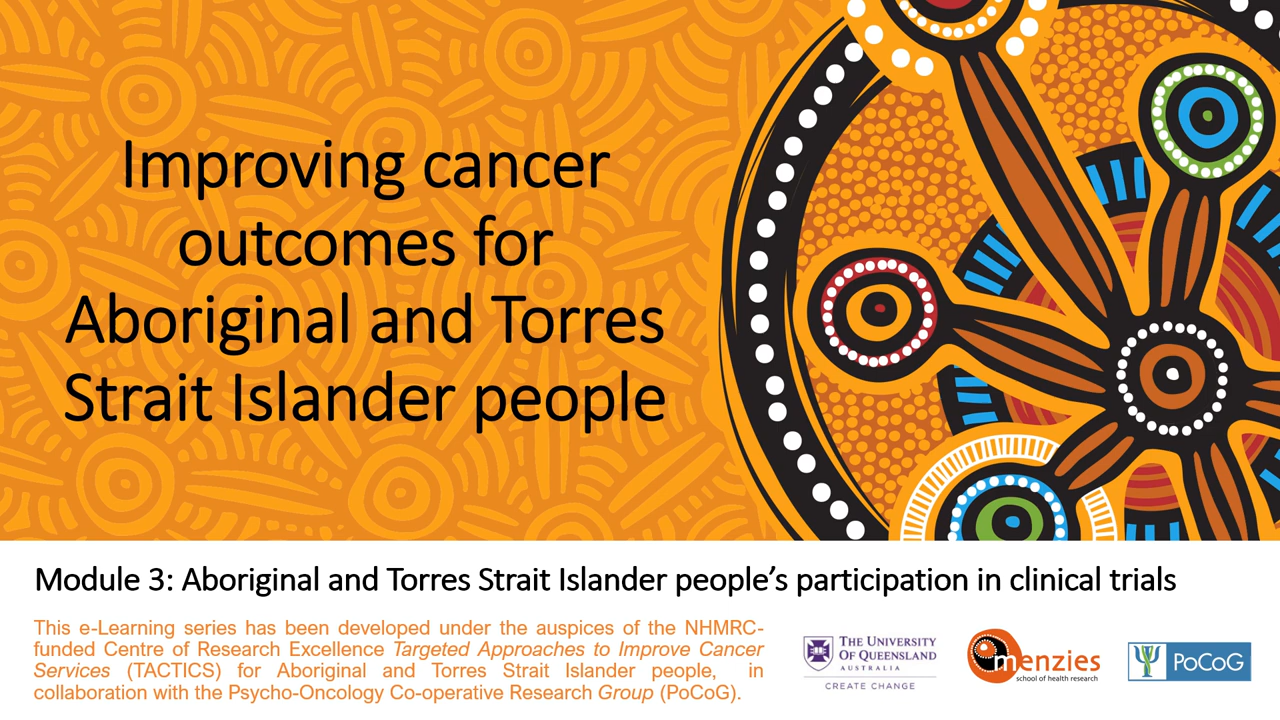 Improving cancer
outcomes for
Aboriginal and Torres
Strait Islander people
Module 3: Aboriginal and Torres Strait Islander people’s participation in clinical trials
This e-Learning series has been developed under the auspices of the NHMRC-
funded Centre of Research Excellence Targeted Approaches to Improve Cancer
Services (TACTICS) for Aboriginal and Torres Strait Islander people, in
collaboration with the Psycho-Oncology Co-operative Research Group (PoCoG).
THE UNIVERSITY
OF QUEENSLAND
AUSTRALIA
CREATE CHANGE
menzies
school of health research
PoCoG